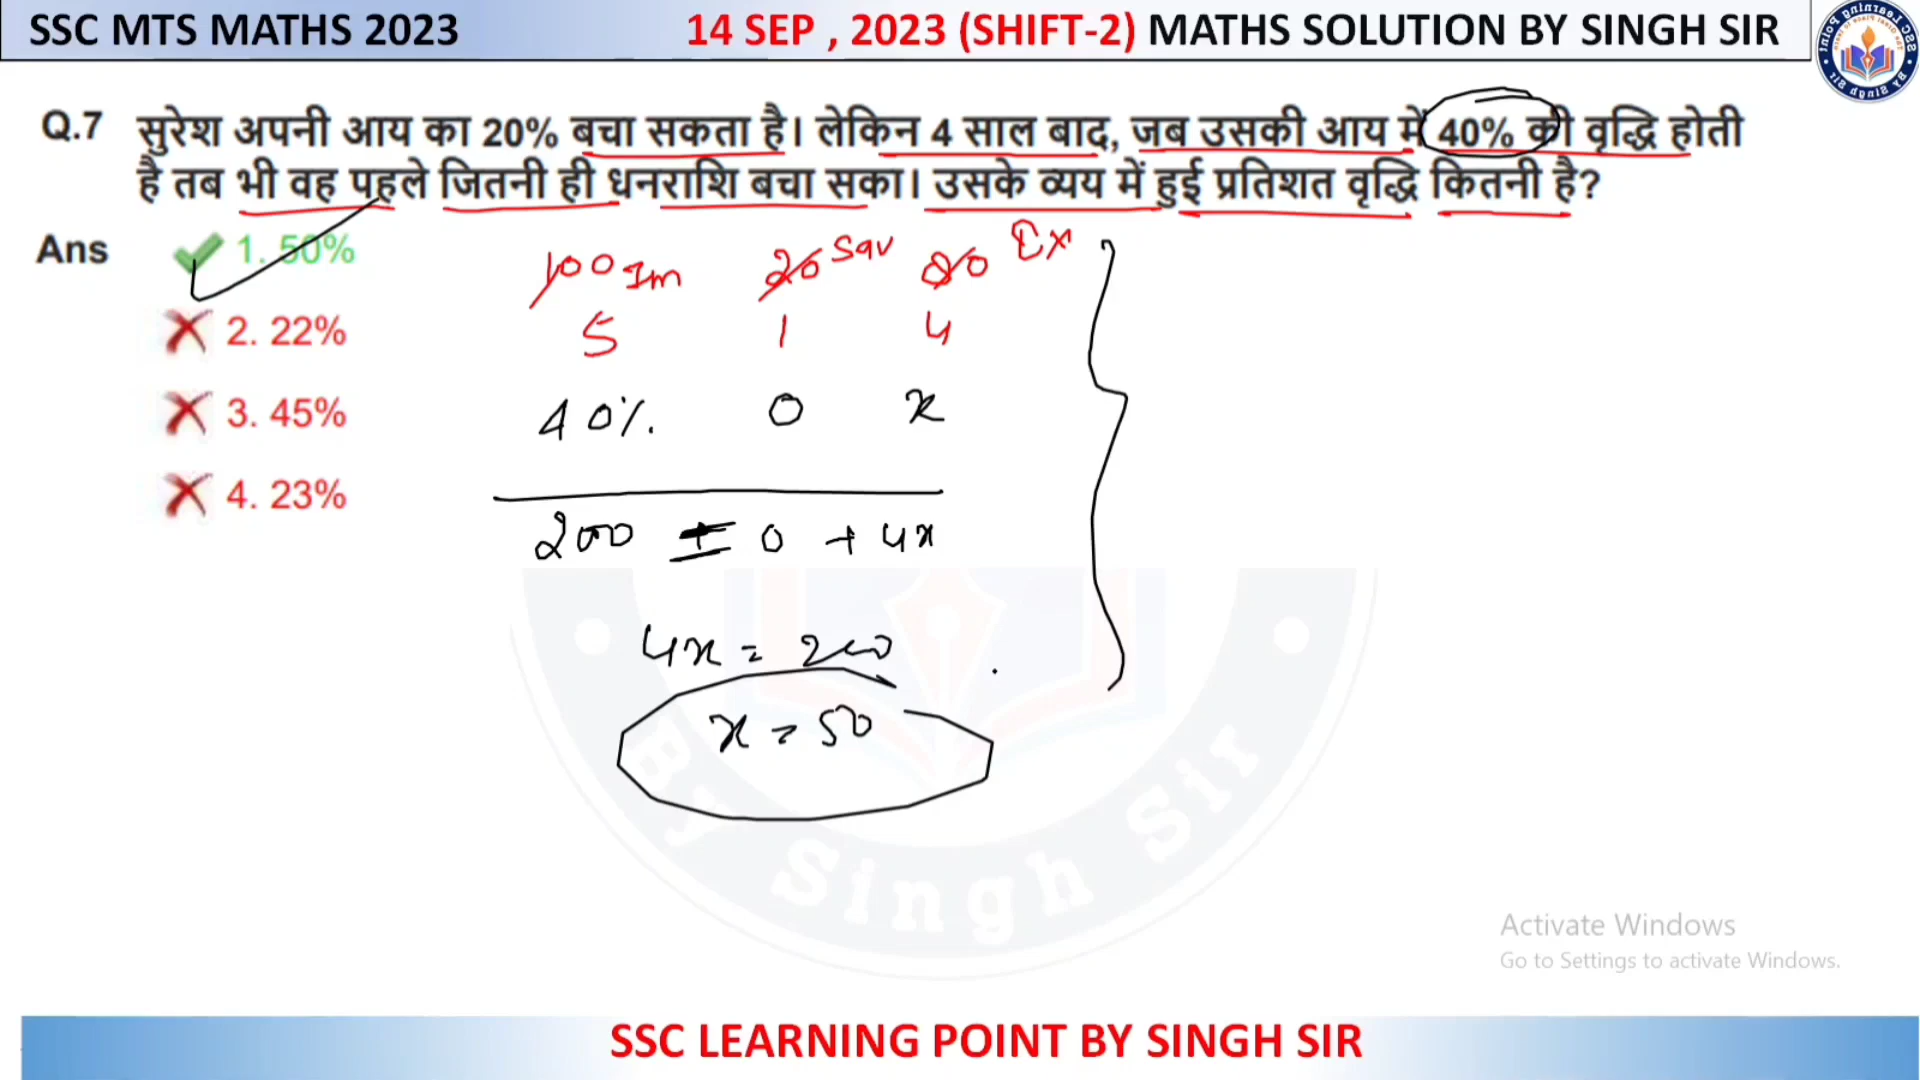 SSC MTS MATHS 2023
14 SEP , 2023 (SHIFT-2) MATHS SOLUTION BY SINGH SIR
Q.7 सुरेश अपनी आय का 20% बचा सकता है। लेकिन 4 साल बाद, जब उसकी आय में 40% की वृद्धि होती
है तब भी वह पहले जितनी ही धनराशि बचा सका। उसके व्यय में हुई प्रतिशत वृद्धि कितनी है?
Ans 1. 50%
2. 22%
3. 45%
4. 23%
100 Im 20 Sav 80 Ex
5 1 4
40% 0 x
200 = 0 + 4x
4x = 200
x = 50
By Singh Sir
Activate Windows
Go to Settings to activate Windows.
SSC LEARNING POINT BY SINGH SIR